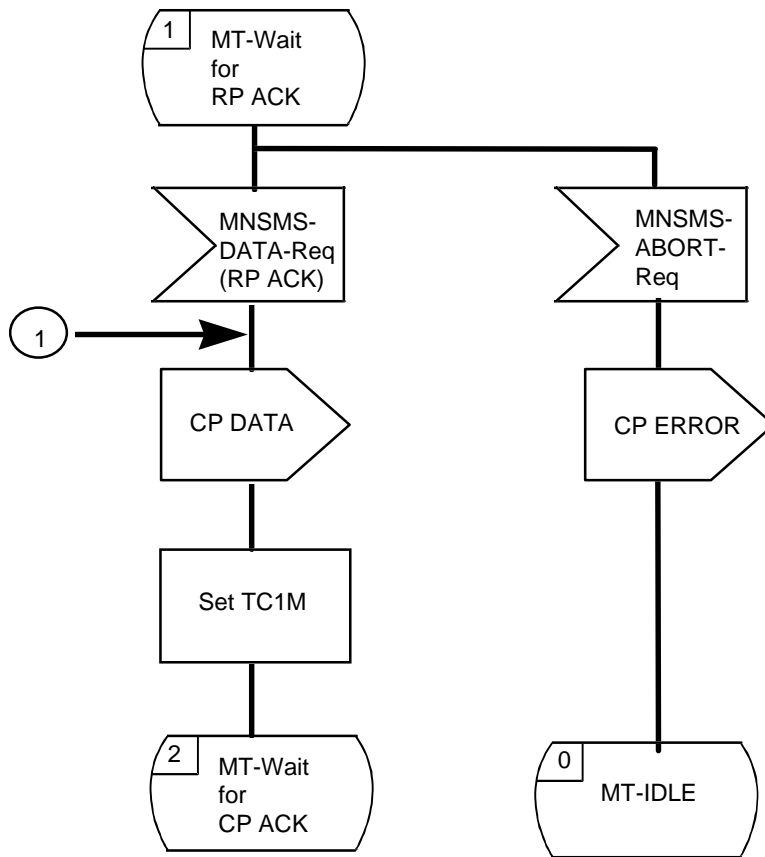 1
MT-Wait
for
RP ACK
MNSMS-
DATA-Req
(RP ACK)
MNSMS-
ABORT-
Req
1
CP DATA
CP ERROR
Set TC1M
2
MT-Wait
for
CP ACK
0
MT-IDLE